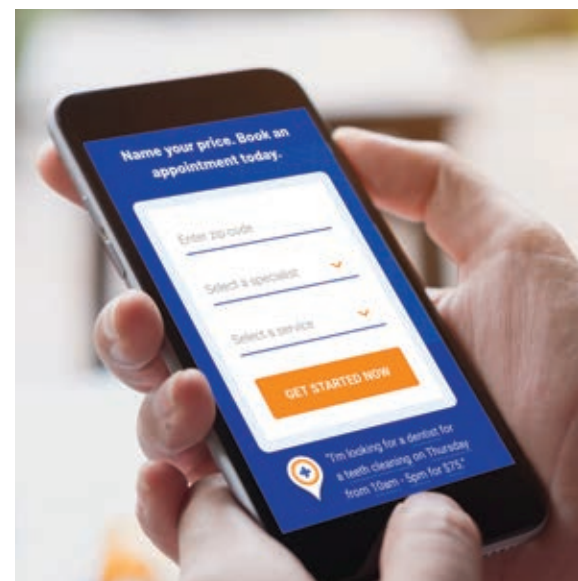 Name your price. Book an
appointment today.
Enter zip code
Select a specialist
Select a service
GET STARTED NOW
"I'm looking for a dentist for
a teeth cleaning on Thursday
from 10am - 5pm for $75."